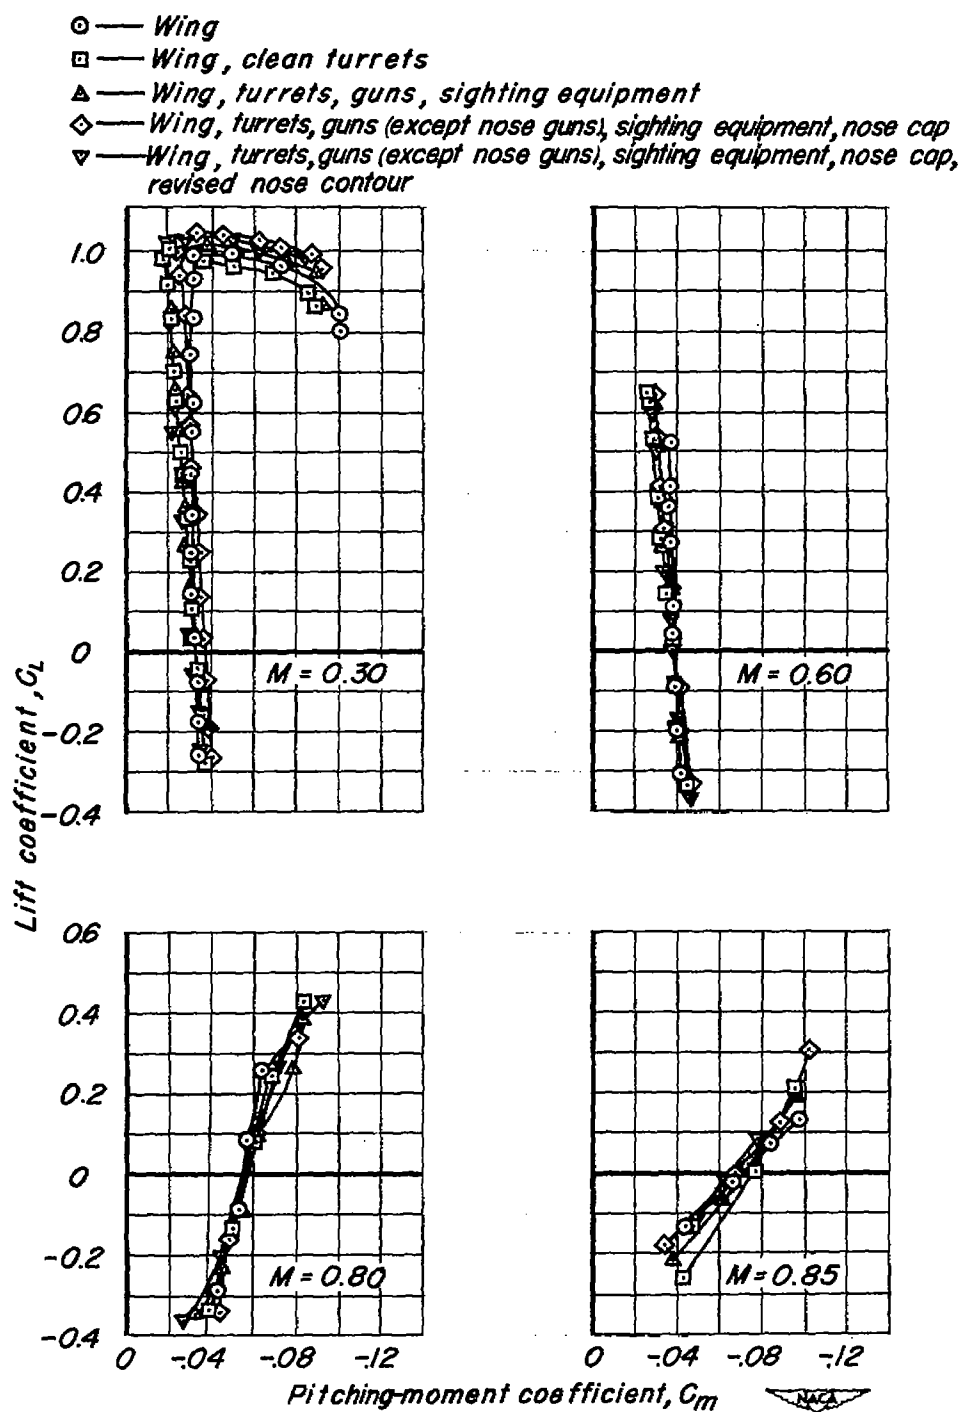 Wing
Wing, clean turrets
Wing, turrets, guns, sighting equipment
Wing, turrets, guns (except nose guns), sighting equipment, nose cap
Wing, turrets, guns (except nose guns), sighting equipment, nose cap,
revised nose contour
1.0
0.8
0.6
0.4
0.2
0
-0.2
-0.4
M = 0.30
M = 0.60
Lift coefficient, CL
0.6
0.4
0.2
0
-0.2
-0.4
M = 0.80
M = 0.85
0 -.04 -.08 -.12
0 -.04 -.08 -.12
Pitching-moment coefficient, Cm
NACA